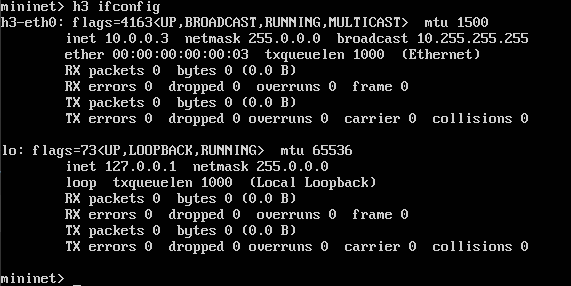 mininet> h3 ifconfig
h3-eth0: flags=4163<UP,BROADCAST,RUNNING,MULTICAST>  mtu 1500
        inet 10.0.0.3  netmask 255.0.0.0  broadcast 10.255.255.255
        ether 00:00:00:00:00:03  txqueuelen 1000  (Ethernet)
        RX packets 0  bytes 0 (0.0 B)
        RX errors 0  dropped 0  overruns 0  frame 0
        TX packets 0  bytes 0 (0.0 B)
        TX errors 0  dropped 0 overruns 0  carrier 0  collisions 0

lo: flags=73<UP,LOOPBACK,RUNNING>  mtu 65536
        inet 127.0.0.1  netmask 255.0.0.0
        loop  txqueuelen 1000  (Local Loopback)
        RX packets 0  bytes 0 (0.0 B)
        RX errors 0  dropped 0  overruns 0  frame 0
        TX packets 0  bytes 0 (0.0 B)
        TX errors 0  dropped 0 overruns 0  carrier 0  collisions 0

mininet> _